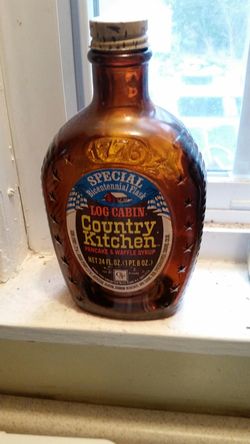 1776
SPECIAL
Bicentennial Flask
LOG CABIN®
Country
Kitchen
PANCAKE & WAFFLE SYRUP
NET 24 FL. OZ. (1 PT. 8 OZ.)